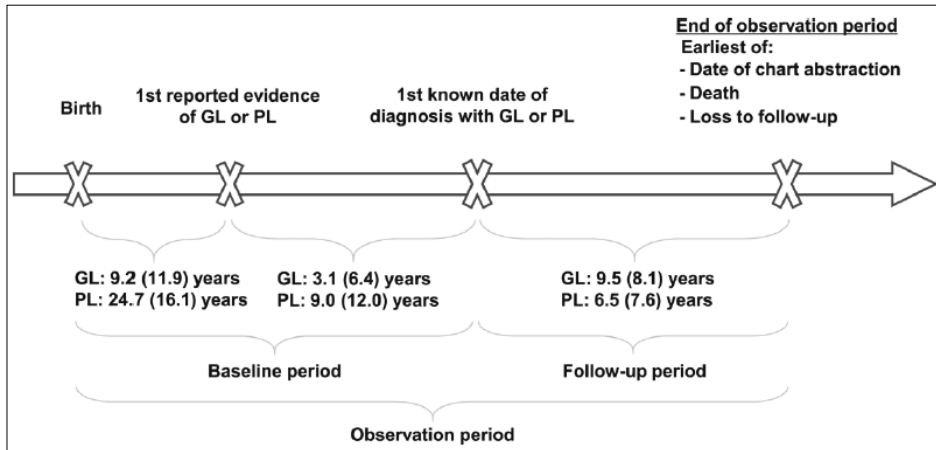 End of observation period
Earliest of:
- Date of chart abstraction
- Death
- Loss to follow-up
Birth
1st reported evidence
of GL or PL
1st known date of
diagnosis with GL or PL
GL: 9.2 (11.9) years
PL: 24.7 (16.1) years
GL: 3.1 (6.4) years
PL: 9.0 (12.0) years
GL: 9.5 (8.1) years
PL: 6.5 (7.6) years
Baseline period
Follow-up period
Observation period